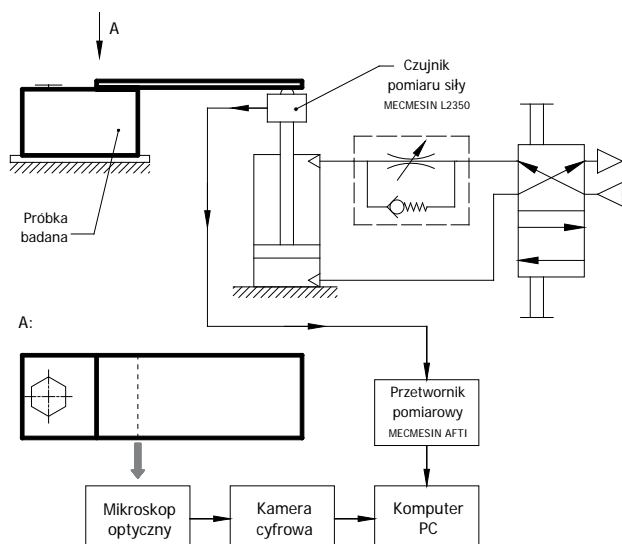 A
Czujnik
pomiaru siły
MECMESIN L2350
Próbka
badana
A:
Przetwornik
pomiarowy
MECMESIN AFTI
Mikroskop
optyczny
Kamera
cyfrowa
Komputer
PC